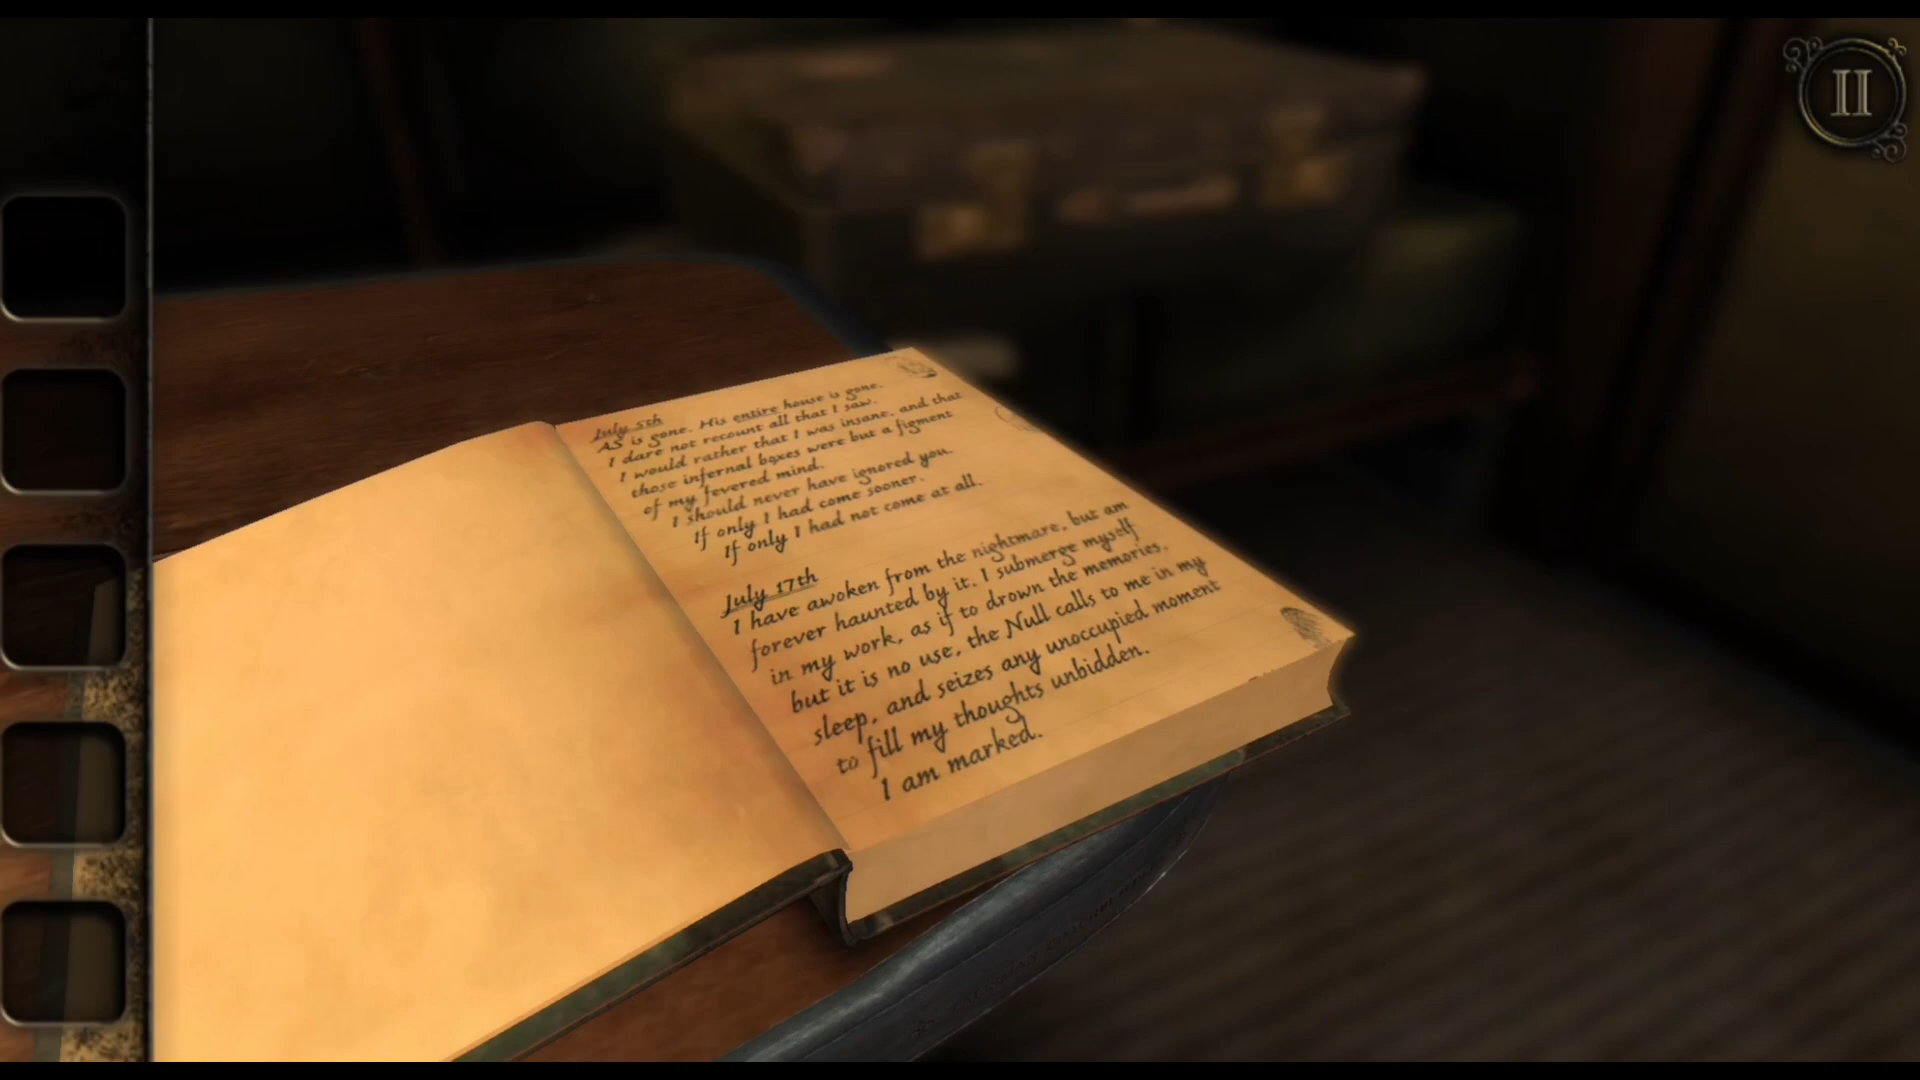 II
July 5th
AS is gone. His entire house is gone.
I dare not recount all that I saw.
I would rather that I was insane, and that
those infernal boxes were but a figment
of my fevered mind.
I should never have ignored you.
If only I had come sooner.
If only I had not come at all.
July 17th
I have awoken from the nightmare, but am
forever haunted by it. I submerge myself
in my work, as if to drown the memories,
but it is no use, the Null calls to me in my
sleep, and seizes any unoccupied moment
to fill my thoughts unbidden.
I am marked.